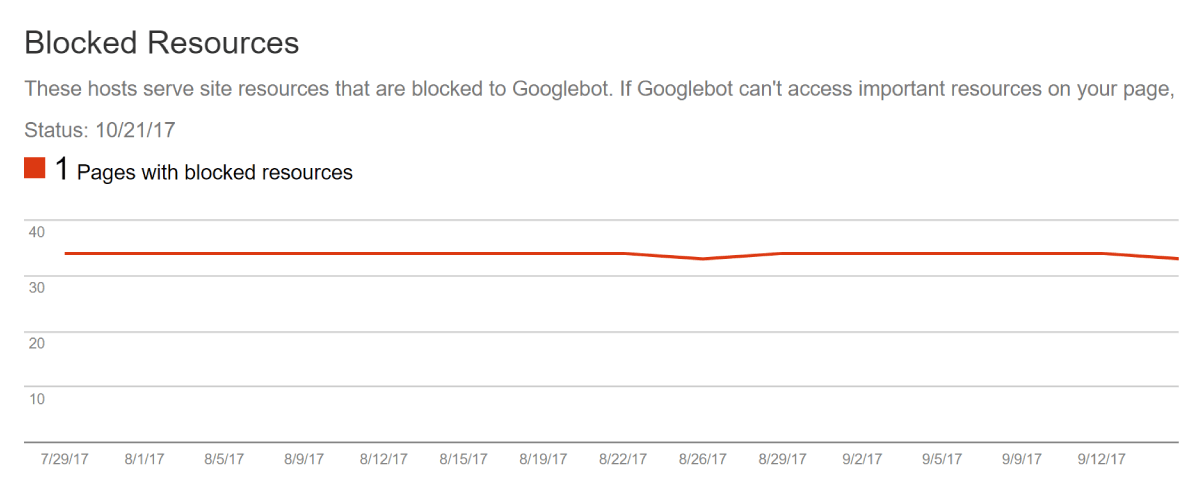 Blocked Resources
These hosts serve site resources that are blocked to Googlebot. If Googlebot can't access important resources on your page,
Status: 10/21/17
1 Pages with blocked resources
40
30
20
10
7/29/17 8/1/17 8/5/17 8/9/17 8/12/17 8/15/17 8/19/17 8/22/17 8/26/17 8/29/17 9/2/17 9/5/17 9/9/17 9/12/17